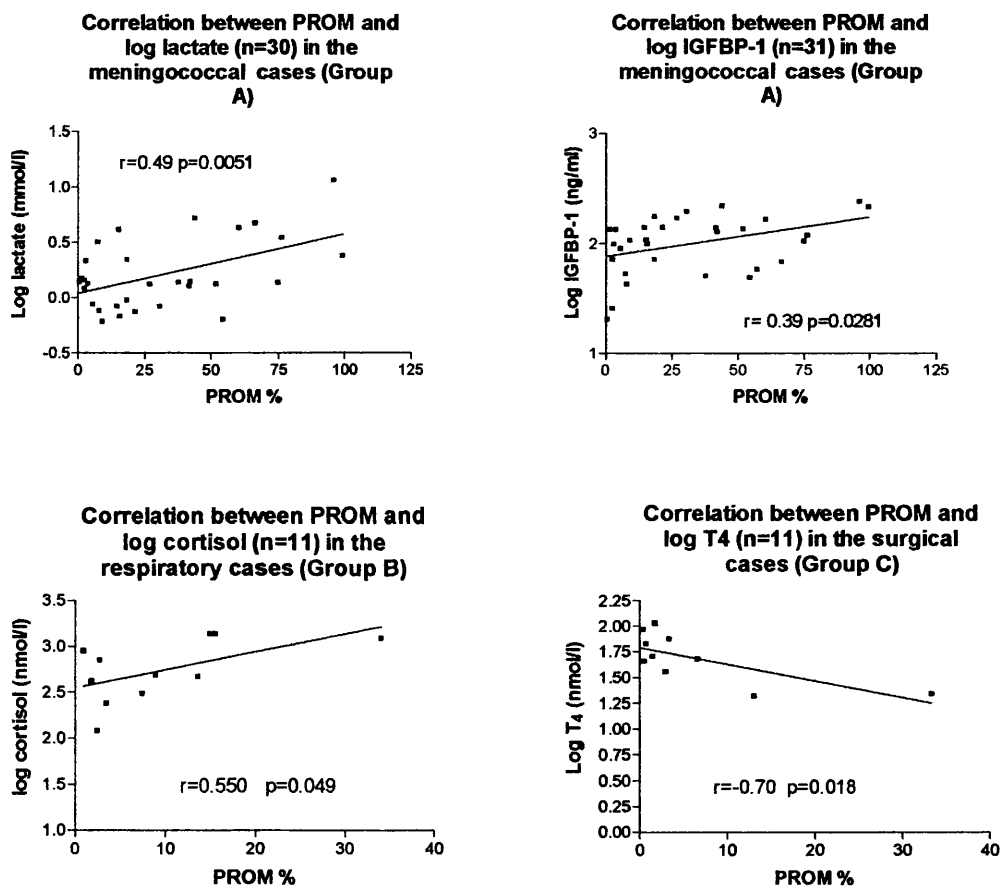 Correlation between PROM and
log lactate (n=30) in the
meningococcal cases (Group
A)
1.5
1.0
0.5
0.0
-0.5
Log lactate (mmol/l)
r=0.49 p=0.0051
0
25
50
75
100
125
PROM %
Correlation between PROM and
log IGFBP-1 (n=31) in the
meningococcal cases (Group
A)
3
2
1
Log IGFBP-1 (ng/ml)
r= 0.39 p=0.0281
0
25
50
75
100
125
PROM %
Correlation between PROM and
log cortisol (n=11) in the
respiratory cases (Group B)
3.5
3.0
2.5
2.0
1.5
1.0
log cortisol (nmol/l)
r=0.550 p=0.049
0
10
20
30
40
PROM %
Correlation between PROM and
log T4 (n=11) in the surgical
cases (Group C)
2.25
2.00
1.75
1.50
1.25
1.00
0.75
0.50
0.25
0.00
Log T4 (nmol/l)
r=-0.70 p=0.018
0
10
20
30
40
PROM %